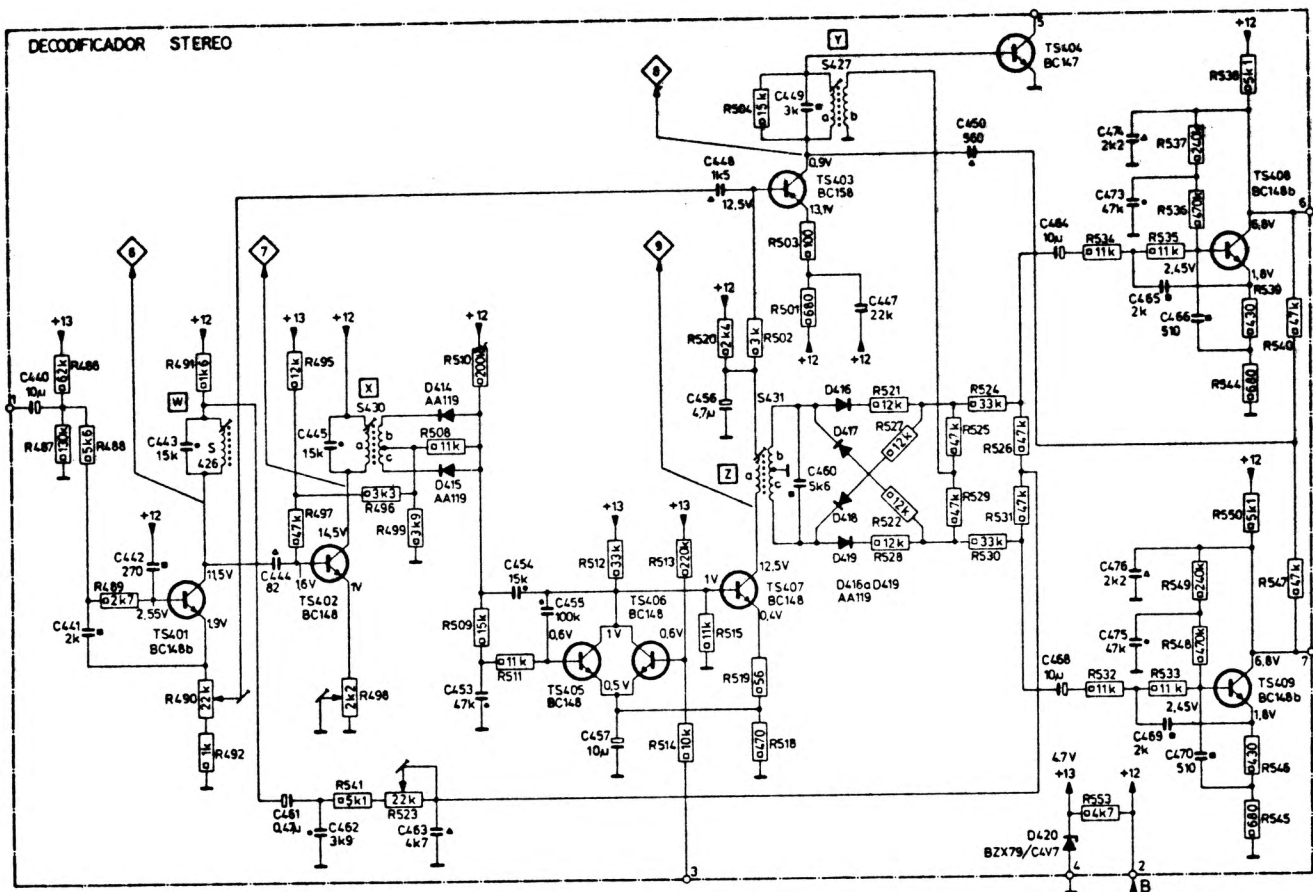 DECODIFICADOR STEREO
5
+12
Y
TS404
BC147
S427
R504
15k
C449
3k
a
b
8
R538
5k1
C474
2k2
R537
240k
C450
560
C448
1k5
12,5V
0,9V
TS403
BC158
13,1V
C473
47k
R536
470k
TS408
BC148b
6
6,8V
6
7
9
R503
100
C464
10µ
R534
11k
R535
11k
2,45V
1,8V
R539
430
C465
2k
C466
510
R540
47k
R501
680
C447
22k
+12
+12
+12
R520
2k4
3k
R502
R544
680
+13
+12
+13
+12
+12
R486
62k
C440
10µ
1
R491
1k6
R495
12k
R510
200k
D414
AA119
X
S430
W
R487
130k
5k6
R488
C443
15k
S
426
C445
15k
a
b
c
R508
11k
D415
AA119
C456
4,7µ
S431
D416
R521
12k
R524
33k
D417
R527
12k
R525
47k
R526
47k
Z
a
b
c
C460
5k6
+12
R496
3k3
R497
47k
R499
3k9
+13
+13
D418
R522
12k
R529
47k
R531
47k
+12
R550
5k1
14,5V
R512
33k
R513
220k
D419
R528
12k
R530
33k
+12
C442
270
C454
15k
12,5V
D416 a D419
AA119
C476
2k2
R549
240k
R547
47k
11,5V
C444
82
1,6V
1V
TS402
BC148
R489
2k7
2,55V
C441
2k
1,9V
TS401
BC148b
C455
100k
TS406
BC148
1V
TS407
BC148
0,4V
C475
47k
R548
470k
R509
15k
0,6V
1V
0,6V
R515
11k
7
R511
11k
TS405
BC148
0,5V
R519
56
C468
10µ
R532
11k
R533
11k
2,45V
6,8V
TS409
BC148b
1,8V
R490
22k
R498
2k2
C453
47k
C469
2k
C470
510
R546
430
R492
1k
C457
10µ
R514
10k
R518
470
4,7V
+13
+12
R553
4k7
R541
5k1
R523
22k
C461
0,47µ
C462
3k9
C463
4k7
D420
BZX79/C4V7
R545
680
3
4
2
B